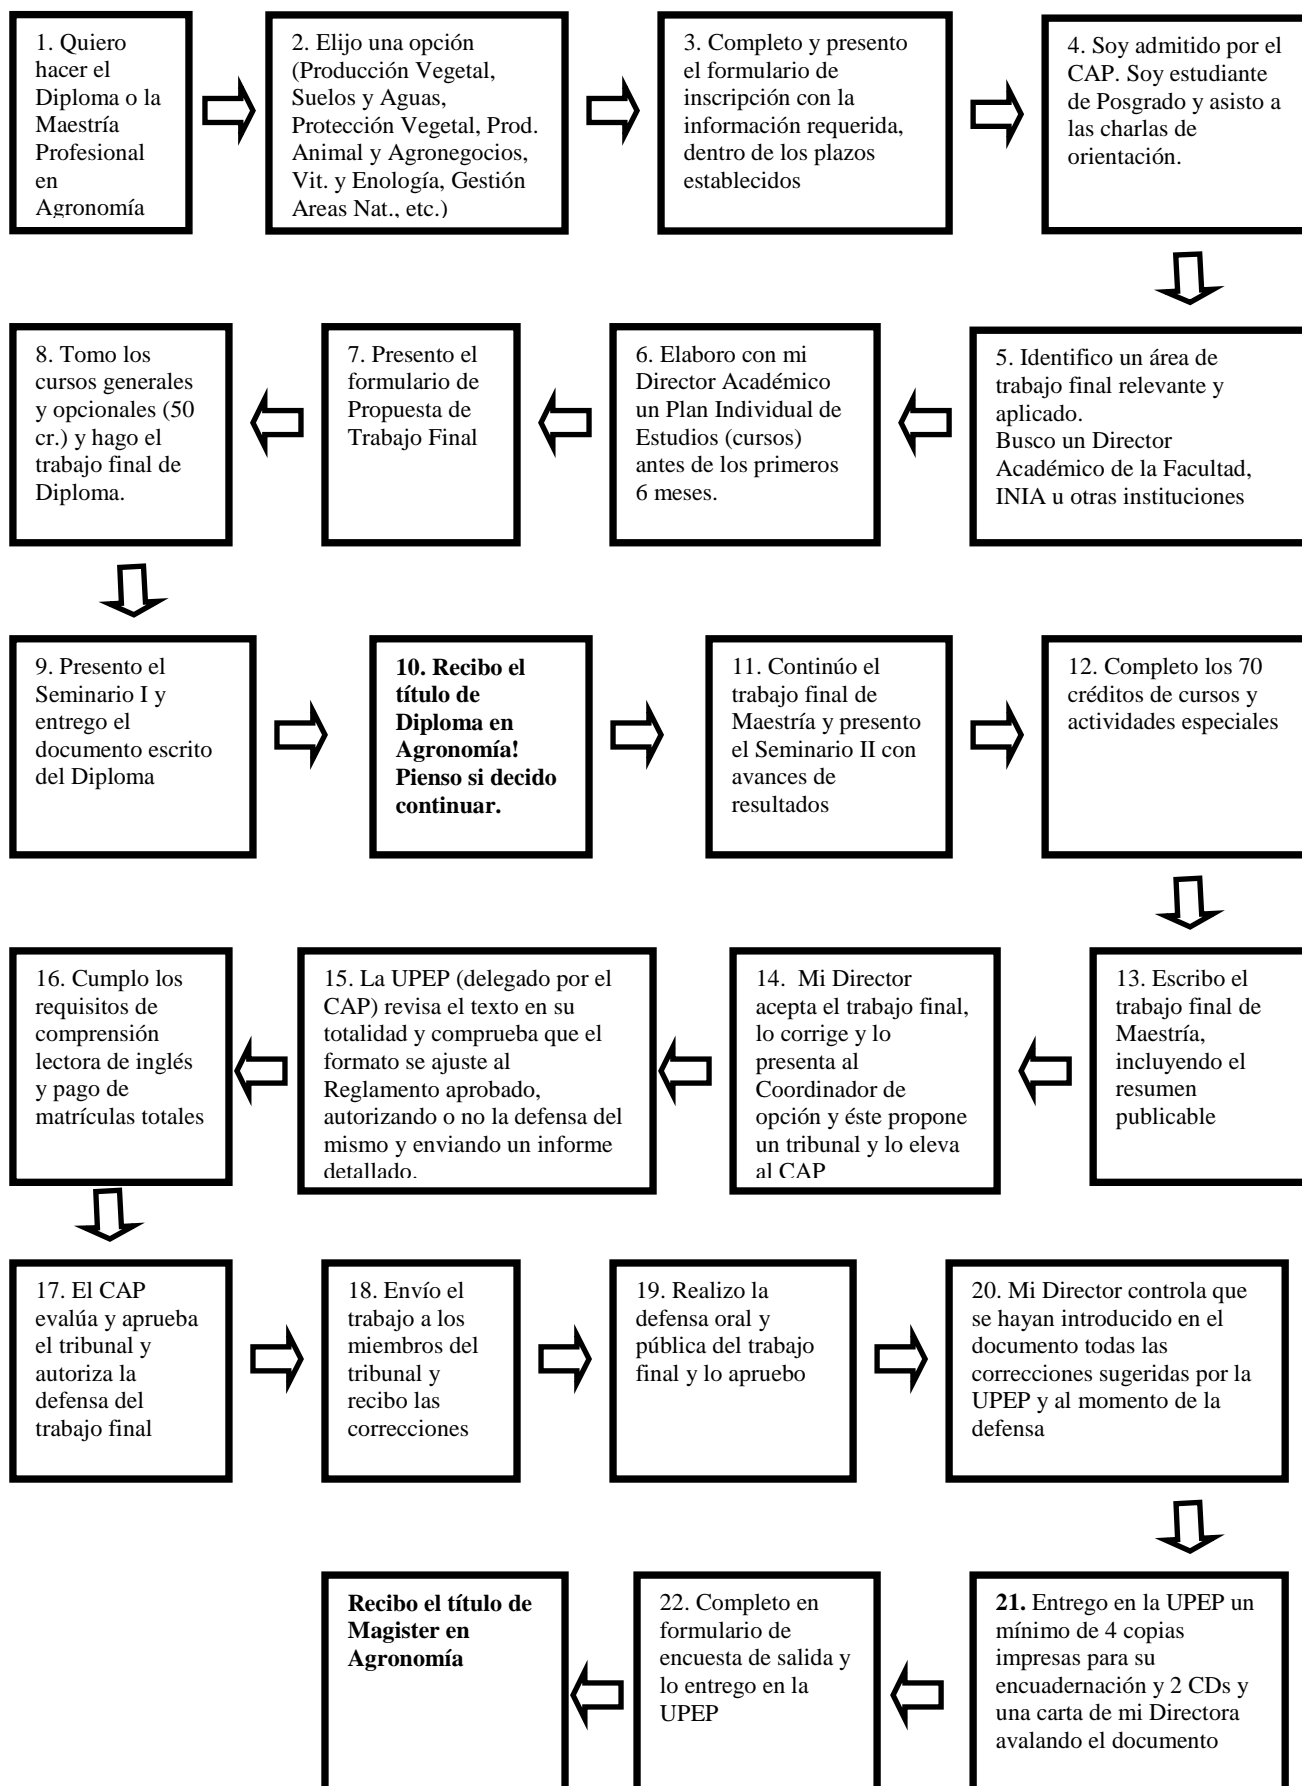 1. Quiero
hacer el
Diploma o la
Maestría
Profesional
en
Agronomía
2. Elijo una opción
(Producción Vegetal,
Suelos y Aguas,
Protección Vegetal, Prod.
Animal y Agronegocios,
Vit. y Enología, Gestión
Areas Nat., etc.)
3. Completo y presento
el formulario de
inscripción con la
información requerida,
dentro de los plazos
establecidos
4. Soy admitido por el
CAP. Soy estudiante
de Posgrado y asisto a
las charlas de
orientación.
5. Identifico un área de
trabajo final relevante y
aplicado.
Busco un Director
Académico de la Facultad,
INIA u otras instituciones
6. Elaboro con mi
Director Académico
un Plan Individual de
Estudios (cursos)
antes de los primeros
6 meses.
7. Presento el
formulario de
Propuesta de
Trabajo Final
8. Tomo los
cursos generales
y opcionales (50
cr.) y hago el
trabajo final de
Diploma.
9. Presento el
Seminario I y
entrego el
documento escrito
del Diploma
10. Recibo el
título de
Diploma en
Agronomía!
Pienso si decido
continuar.
11. Continúo el
trabajo final de
Maestría y presento
el Seminario II con
avances de
resultados
12. Completo los 70
créditos de cursos y
actividades especiales
13. Escribo el
trabajo final de
Maestría,
incluyendo el
resumen
publicable
14. Mi Director
acepta el trabajo final,
lo corrige y lo
presenta al
Coordinador de
opción y éste propone
un tribunal y lo eleva
al CAP
15. La UPEP (delegado por el
CAP) revisa el texto en su
totalidad y comprueba que el
formato se ajuste al
Reglamento aprobado,
autorizando o no la defensa del
mismo y enviando un informe
detallado.
16. Cumplo los
requisitos de
comprensión
lectora de inglés
y pago de
matrículas totales
17. El CAP
evalúa y aprueba
el tribunal y
autoriza la
defensa del
trabajo final
18. Envío el
trabajo a los
miembros del
tribunal y
recibo las
correcciones
19. Realizo la
defensa oral y
pública del trabajo
final y lo apruebo
20. Mi Director controla que
se hayan introducido en el
documento todas las
correcciones sugeridas por la
UPEP y al momento de la
defensa
21. Entrego en la UPEP un
mínimo de 4 copias
impresas para su
encuadernación y 2 CDs y
una carta de mi Directora
avalando el documento
22. Completo en
formulario de
encuesta de salida y
lo entrego en la
UPEP
Recibo el título de
Magister en
Agronomía